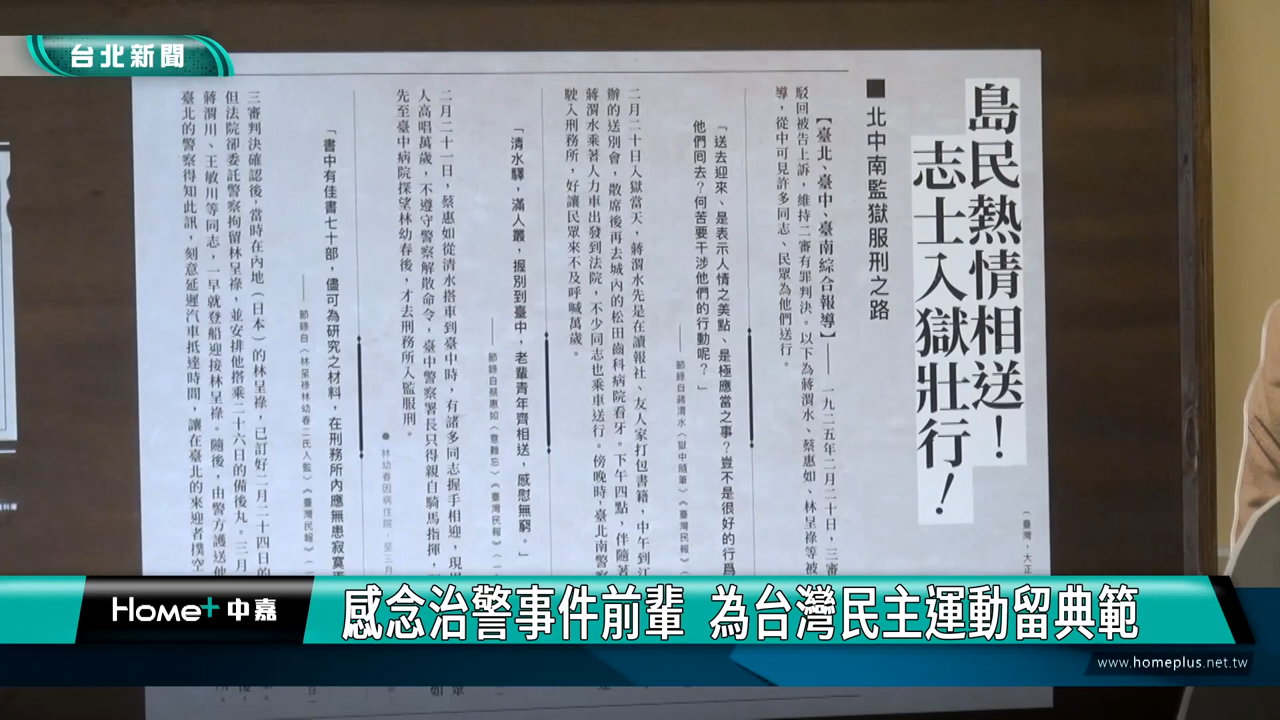 台北新聞
島民熱情相送！
志士入獄壯行！
（臺灣，大正
■北中南監獄服刑之路
【臺北、臺中、臺南綜合報導】—— 一九二五年二月二十日，三審
駁回被告上訴，維持二審有罪判決。以下為蔣渭水、蔡惠如、林呈祿等被
導，從中可見許多同志、民眾為他們送行。
「送去迎來、是表示人情之美點、是極應當之事？豈不是很好的行爲
他們囘去？何苦要干涉他們的行動呢？」
——節錄自蔣渭水〈獄中隨筆〉《臺灣民報》（
二月二十日入獄當天，蔣渭水先是在讀報社、友人家打包書籍，中午到江
辦的送別會，散席後再去城內的松田齒科病院看牙。下午四點，伴隨著
蔣渭水乘著人力車出發到法院，不少同志也乘車送行。傍晚時，臺北南警察
駛入刑務所，好讓民眾來不及呼喊萬歲。
「清水驛，滿人叢，握別到臺中，老輩青年齊相送，感慰無窮。」
——節錄自蔡惠如〈意難忘〉《臺灣民報》（一
二月二十一日，蔡惠如從清水搭車到臺中時，有諸多同志握手相迎，現場
人高唱萬歲，不遵守警察解散命令，臺中警察署長只得親自騎馬指揮，
先至臺中病院探望林幼春後，才去刑務所入監服刑。
●林幼春因病住院，至三月
「書中有佳書七十部，儘可為研究之材料，在刑務所內應無患寂寞焉
——節錄自〈林呈祿林幼春二氏入監〉《臺灣民報》（一
三審判決確認後，當時在內地（日本）的林呈祿，已訂好二月二十四日的
但法院卻委託警察拘留林呈祿，並安排他搭乘二十六日的備後丸。三月
蔣渭川、王敏川等同志，一早就登船迎接林呈祿。隨後，由警方護送他
臺北的警察得知此訊，刻意延遲汽車抵達時間，讓在臺北的來迎者撲空
Home+中嘉
感念治警事件前輩 為台灣民主運動留典範
www.homeplus.net.tw